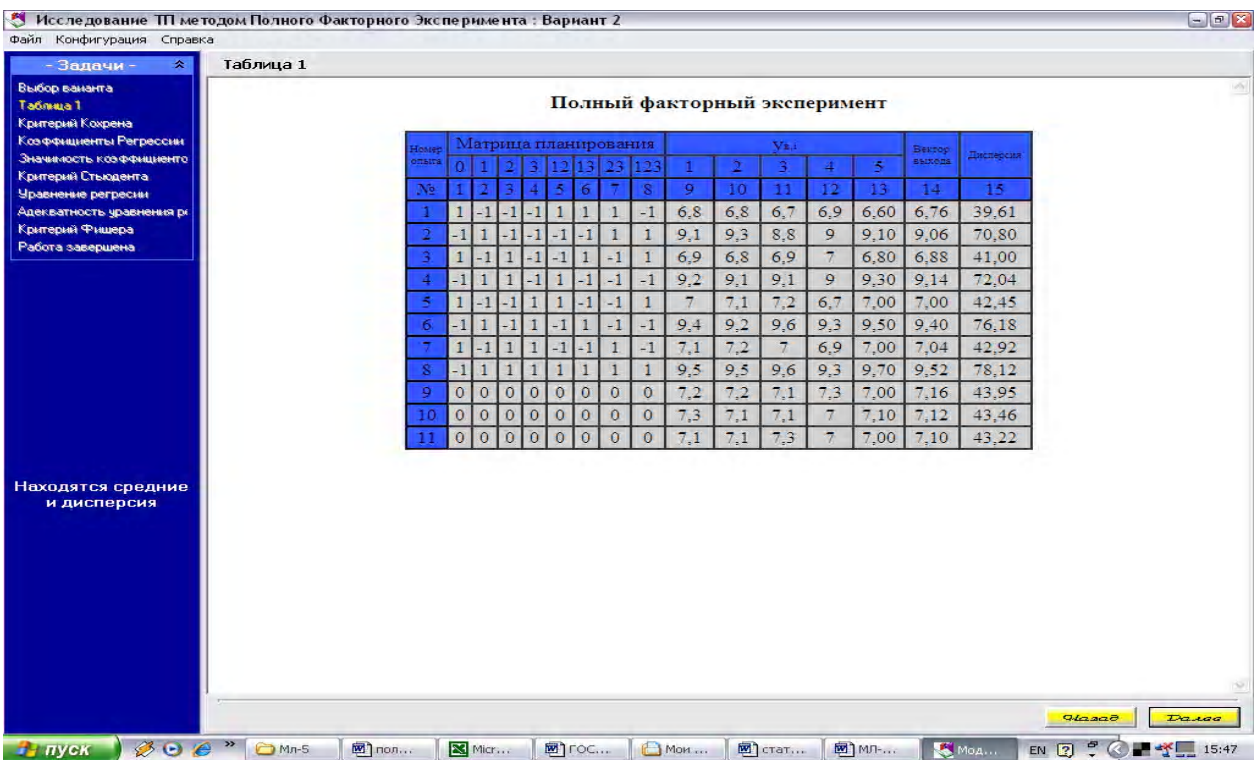 Исследование ТП методом Полного Факторного Эксперимента : Вариант 2
Файл Конфигурация Справка
- Задачи -
Выбор ваианта
Таблица 1
Критерий Кохрена
Коэффициенты Регрессии
Значимость коэффициенто
Критерий Стьюдента
Уравнение регресии
Адекватность уравнения р
Критерий Фишера
Работа завершена
Находятся средние
и дисперсия
Таблица 1
Полный факторный эксперимент
Номер опыта Матрица планирования Вектор выхода Дисперсия
0 1 2 3 12 13 23 123 1 2 3 4 5
№ 1 2 3 4 5 6 7 8 9 10 11 12 13 14 15
1 1 -1 -1 -1 1 1 1 -1 6,8 6,8 6,7 6,9 6,60 6,76 39,61
2 -1 1 -1 -1 -1 -1 1 1 9,1 9,3 8,8 9 9,10 9,06 70,80
3 1 -1 1 -1 -1 1 -1 1 6,9 6,8 6,9 7 6,80 6,88 41,00
4 -1 1 1 -1 1 -1 -1 -1 9,2 9,1 9,1 9 9,30 9,14 72,04
5 1 -1 -1 1 1 -1 -1 1 7 7,1 7,2 6,7 7,00 7,00 42,45
6 -1 1 -1 1 -1 1 -1 -1 9,4 9,2 9,6 9,3 9,50 9,40 76,18
7 1 -1 1 1 -1 -1 1 -1 7,1 7,2 7 6,9 7,00 7,04 42,92
8 -1 1 1 1 1 1 1 1 9,5 9,5 9,6 9,3 9,70 9,52 78,12
9 0 0 0 0 0 0 0 0 7,2 7,2 7,1 7,3 7,00 7,16 43,95
10 0 0 0 0 0 0 0 0 7,3 7,1 7,1 7 7,10 7,12 43,46
11 0 0 0 0 0 0 0 0 7,1 7,1 7,3 7 7,00 7,10 43,22
Назад Далее
пуск » Мл-5 пол... Micr... ГОС... Мои ... стат... МЛ-... Мод... EN 15:47